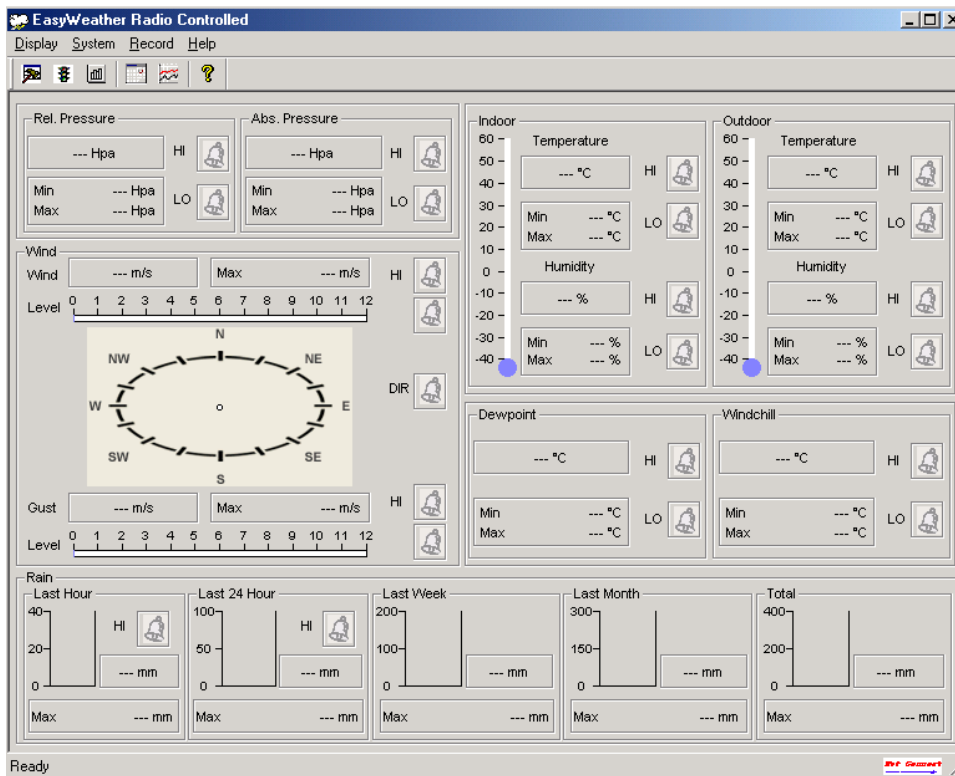 EasyWeather Radio Controlled
Display System Record Help
Rel. Pressure
--- Hpa HI
Min --- Hpa LO
Max --- Hpa
Abs. Pressure
--- Hpa HI
Min --- Hpa LO
Max --- Hpa
Wind
Wind --- m/s Max --- m/s HI
Level 0 1 2 3 4 5 6 7 8 9 10 11 12
N
NW NE
W E DIR
SW SE
S
Gust --- m/s Max --- m/s HI
Level 0 1 2 3 4 5 6 7 8 9 10 11 12
Indoor
60
50
40
30
20
10
0
-10
-20
-30
-40
Temperature
--- °C HI
Min --- °C LO
Max --- °C
Humidity
--- % HI
Min --- % LO
Max --- %
Outdoor
60
50
40
30
20
10
0
-10
-20
-30
-40
Temperature
--- °C HI
Min --- °C LO
Max --- °C
Humidity
--- % HI
Min --- % LO
Max --- %
Dewpoint
--- °C HI
Min --- °C LO
Max --- °C
Windchill
--- °C HI
Min --- °C LO
Max --- °C
Rain
Last Hour
40
20
0
HI
--- mm
Max --- mm
Last 24 Hour
100
50
0
HI
--- mm
Max --- mm
Last Week
200
100
0
--- mm
Max --- mm
Last Month
300
150
0
--- mm
Max --- mm
Total
400
200
0
--- mm
Max --- mm
Ready